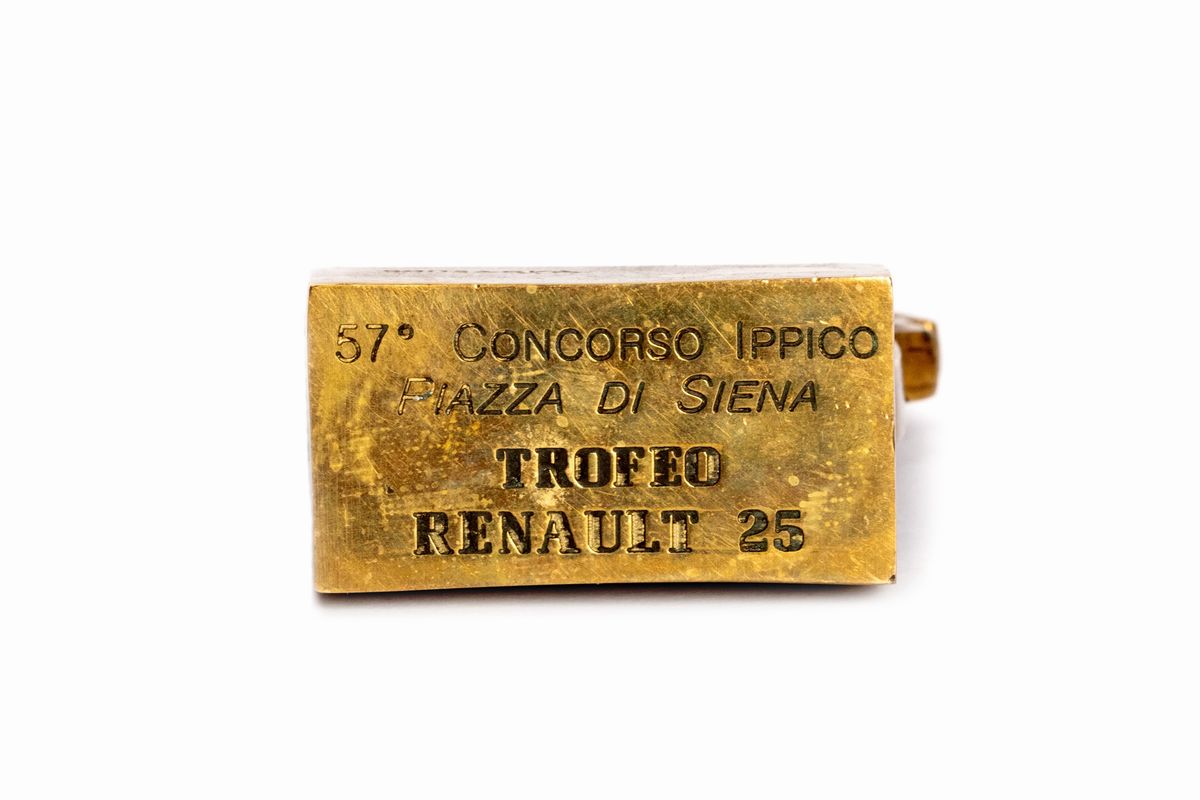 57° CONCORSO IPPICO
PIAZZA DI SIENA
TROFEO
RENAULT 25